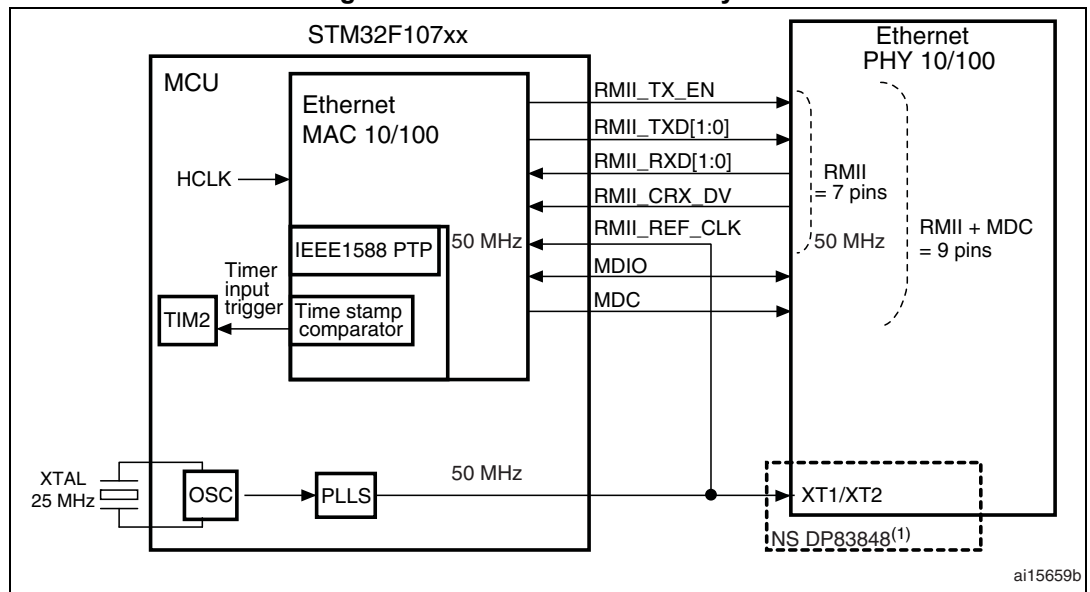 STM32F107xx
Ethernet
PHY 10/100
MCU
Ethernet
MAC 10/100
HCLK
IEEE1588 PTP
50 MHz
Timer
input
trigger
TIM2
Time stamp
comparator
RMII_TX_EN
RMII_TXD[1:0]
RMII_RXD[1:0]
RMII_CRX_DV
RMII_REF_CLK
MDIO
MDC
RMII
= 7 pins
50 MHz
RMII + MDC
= 9 pins
XTAL
25 MHz
OSC
PLLS
50 MHz
XT1/XT2
NS DP83848(1)
ai15659b